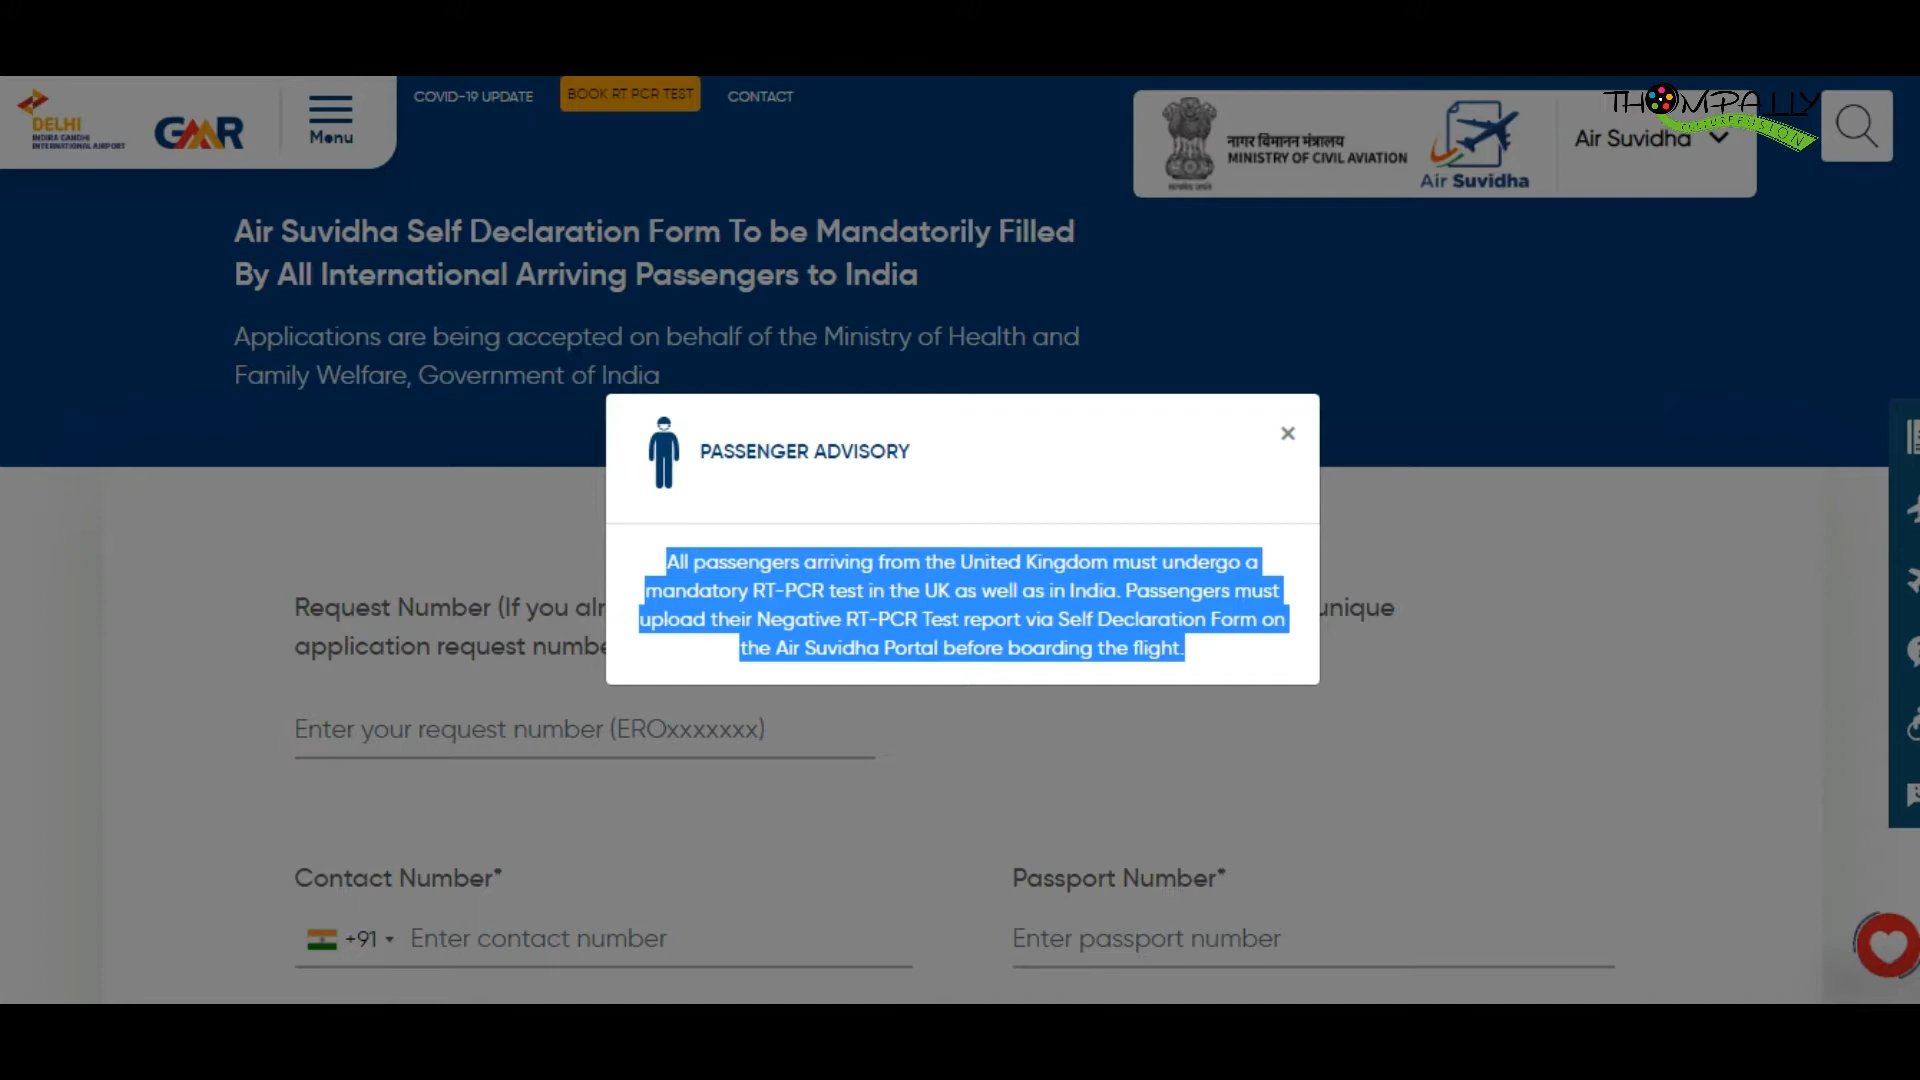 DELHI
INDIRA GANDHI
INTERNATIONAL AIRPORT
GMR
Menu
COVID-19 UPDATE
BOOK RT PCR TEST
CONTACT
सत्यमेव जयते
नागर विमानन मंत्रालय
MINISTRY OF CIVIL AVIATION
Air Suvidha
Air Suvidha
THOMPALLY
Air Suvidha Self Declaration Form To be Mandatorily Filled
By All International Arriving Passengers to India
Applications are being accepted on behalf of the Ministry of Health and
Family Welfare, Government of India
PASSENGER ADVISORY
×
All passengers arriving from the United Kingdom must undergo a
mandatory RT-PCR test in the UK as well as in India. Passengers must
upload their Negative RT-PCR Test report via Self Declaration Form on
the Air Suvidha Portal before boarding the flight.
Request Number (If you
unique
application request
Enter your request number (EROxxxxxxx)
Contact Number*
Passport Number*
+91
Enter contact number
Enter passport number